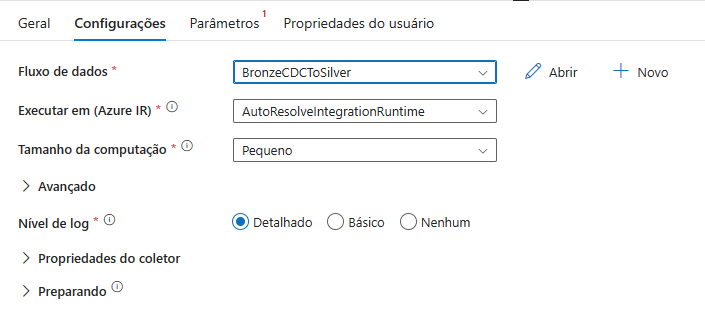 Geral Configurações Parâmetros 1 Propriedades do usuário
Fluxo de dados * BronzeCDCToSilver Abrir Novo
Executar em (Azure IR) * AutoResolveIntegrationRuntime
Tamanho da computação * Pequeno
Avançado
Nível de log * Detalhado Básico Nenhum
Propriedades do coletor
Preparando